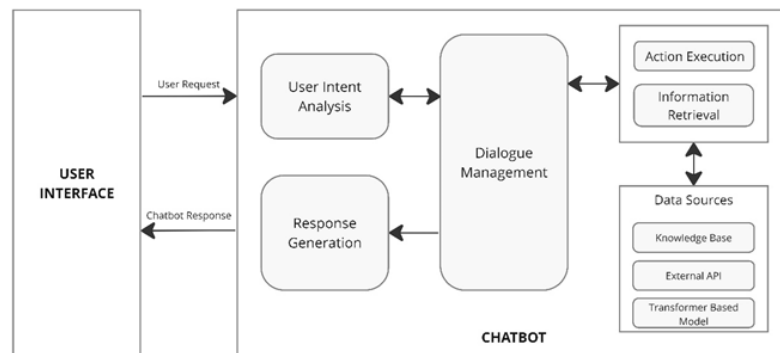 USER
INTERFACE
User Request
Chatbot Response
User Intent
Analysis
Response
Generation
Dialogue
Management
Action Execution
Information
Retrieval
Data Sources
Knowledge Base
External API
Transformer Based
Model
CHATBOT